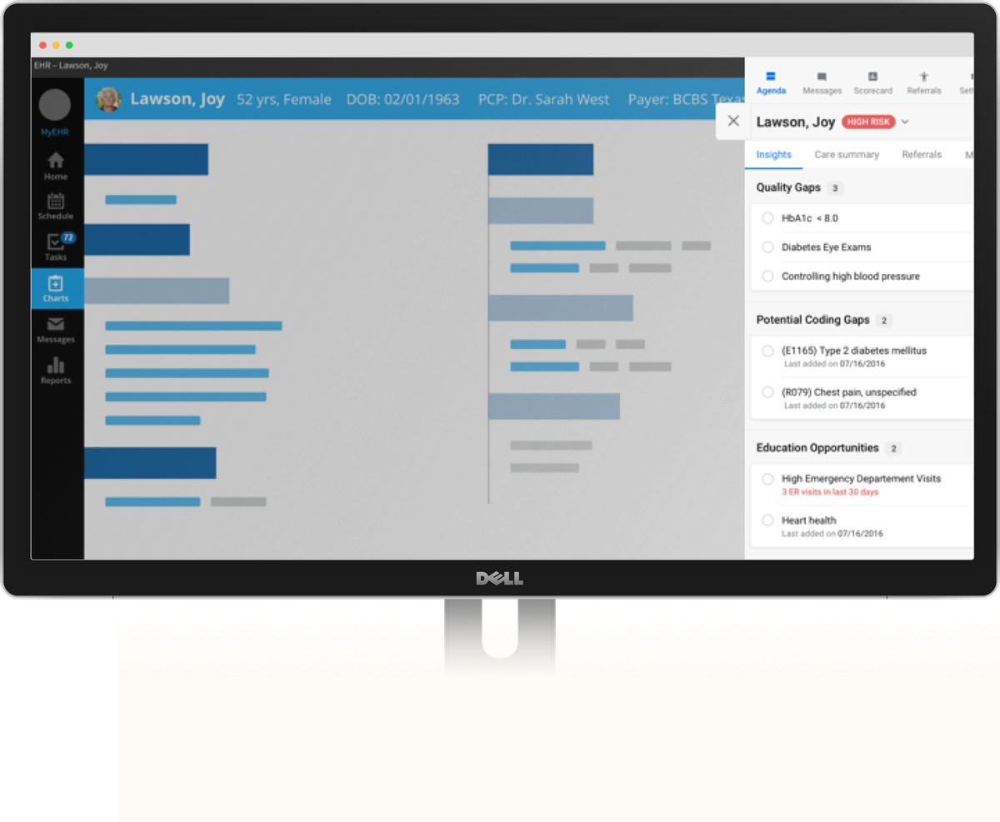 EHR – Lawson, Joy
MyEHR
Home
Schedule
72
Tasks
Charts
Messages
Reports
Lawson, Joy 52 yrs, Female DOB: 02/01/1963 PCP: Dr. Sarah West Payer: BCBS Texas
Agenda Messages Scorecard Referrals Sett
Lawson, Joy HIGH RISK
Insights Care summary Referrals M
Quality Gaps 3
HbA1c < 8.0
Diabetes Eye Exams
Controlling high blood pressure
Potential Coding Gaps 2
(E1165) Type 2 diabetes mellitus
Last added on 07/16/2016
(R079) Chest pain, unspecified
Last added on 07/16/2016
Education Opportunities 2
High Emergency Departement Visits
3 ER visits in last 30 days
Heart health
Last added on 07/16/2016
DELL